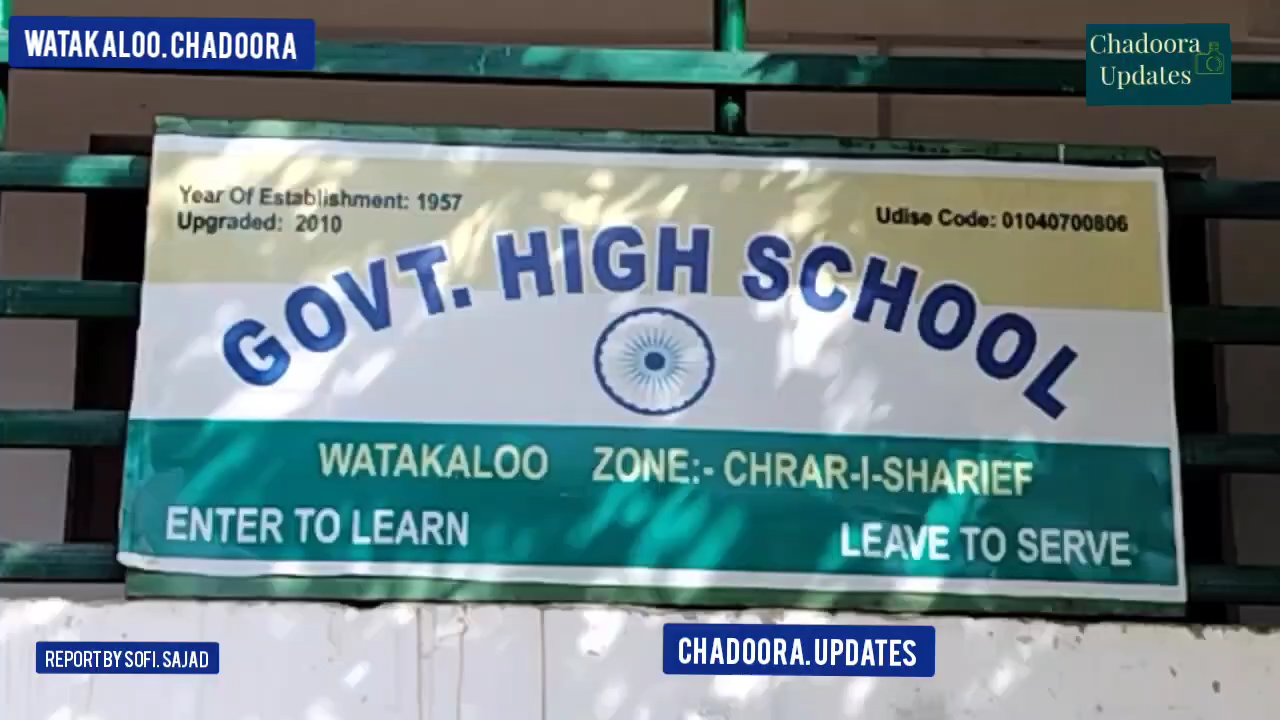 WATAKALOO.CHADOORA
Chadoora
Updates
Year Of Establishment: 1957
Upgraded: 2010
Udise Code: 01040700806
GOVT. HIGH SCHOOL
WATAKALOO ZONE:- CHRAR-I-SHARIEF
ENTER TO LEARN
LEAVE TO SERVE
REPORT BY SOFI. SAJAD
CHADOORA.UPDATES